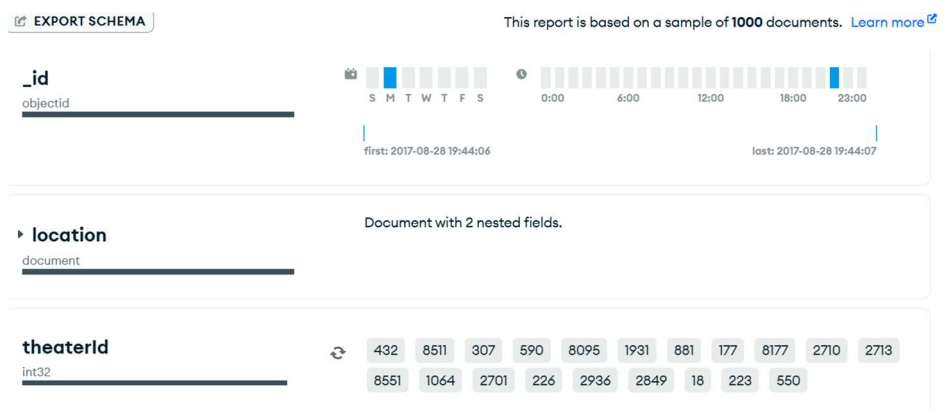 EXPORT SCHEMA
This report is based on a sample of 1000 documents. Learn more
_id
objectid
S M T W T F S
0:00 6:00 12:00 18:00 23:00
first: 2017-08-28 19:44:06
last: 2017-08-28 19:44:07
location
document
Document with 2 nested fields.
theaterId
int32
432 8511 307 590 8095 1931 881 177 8177 2710 2713
8551 1064 2701 226 2936 2849 18 223 550